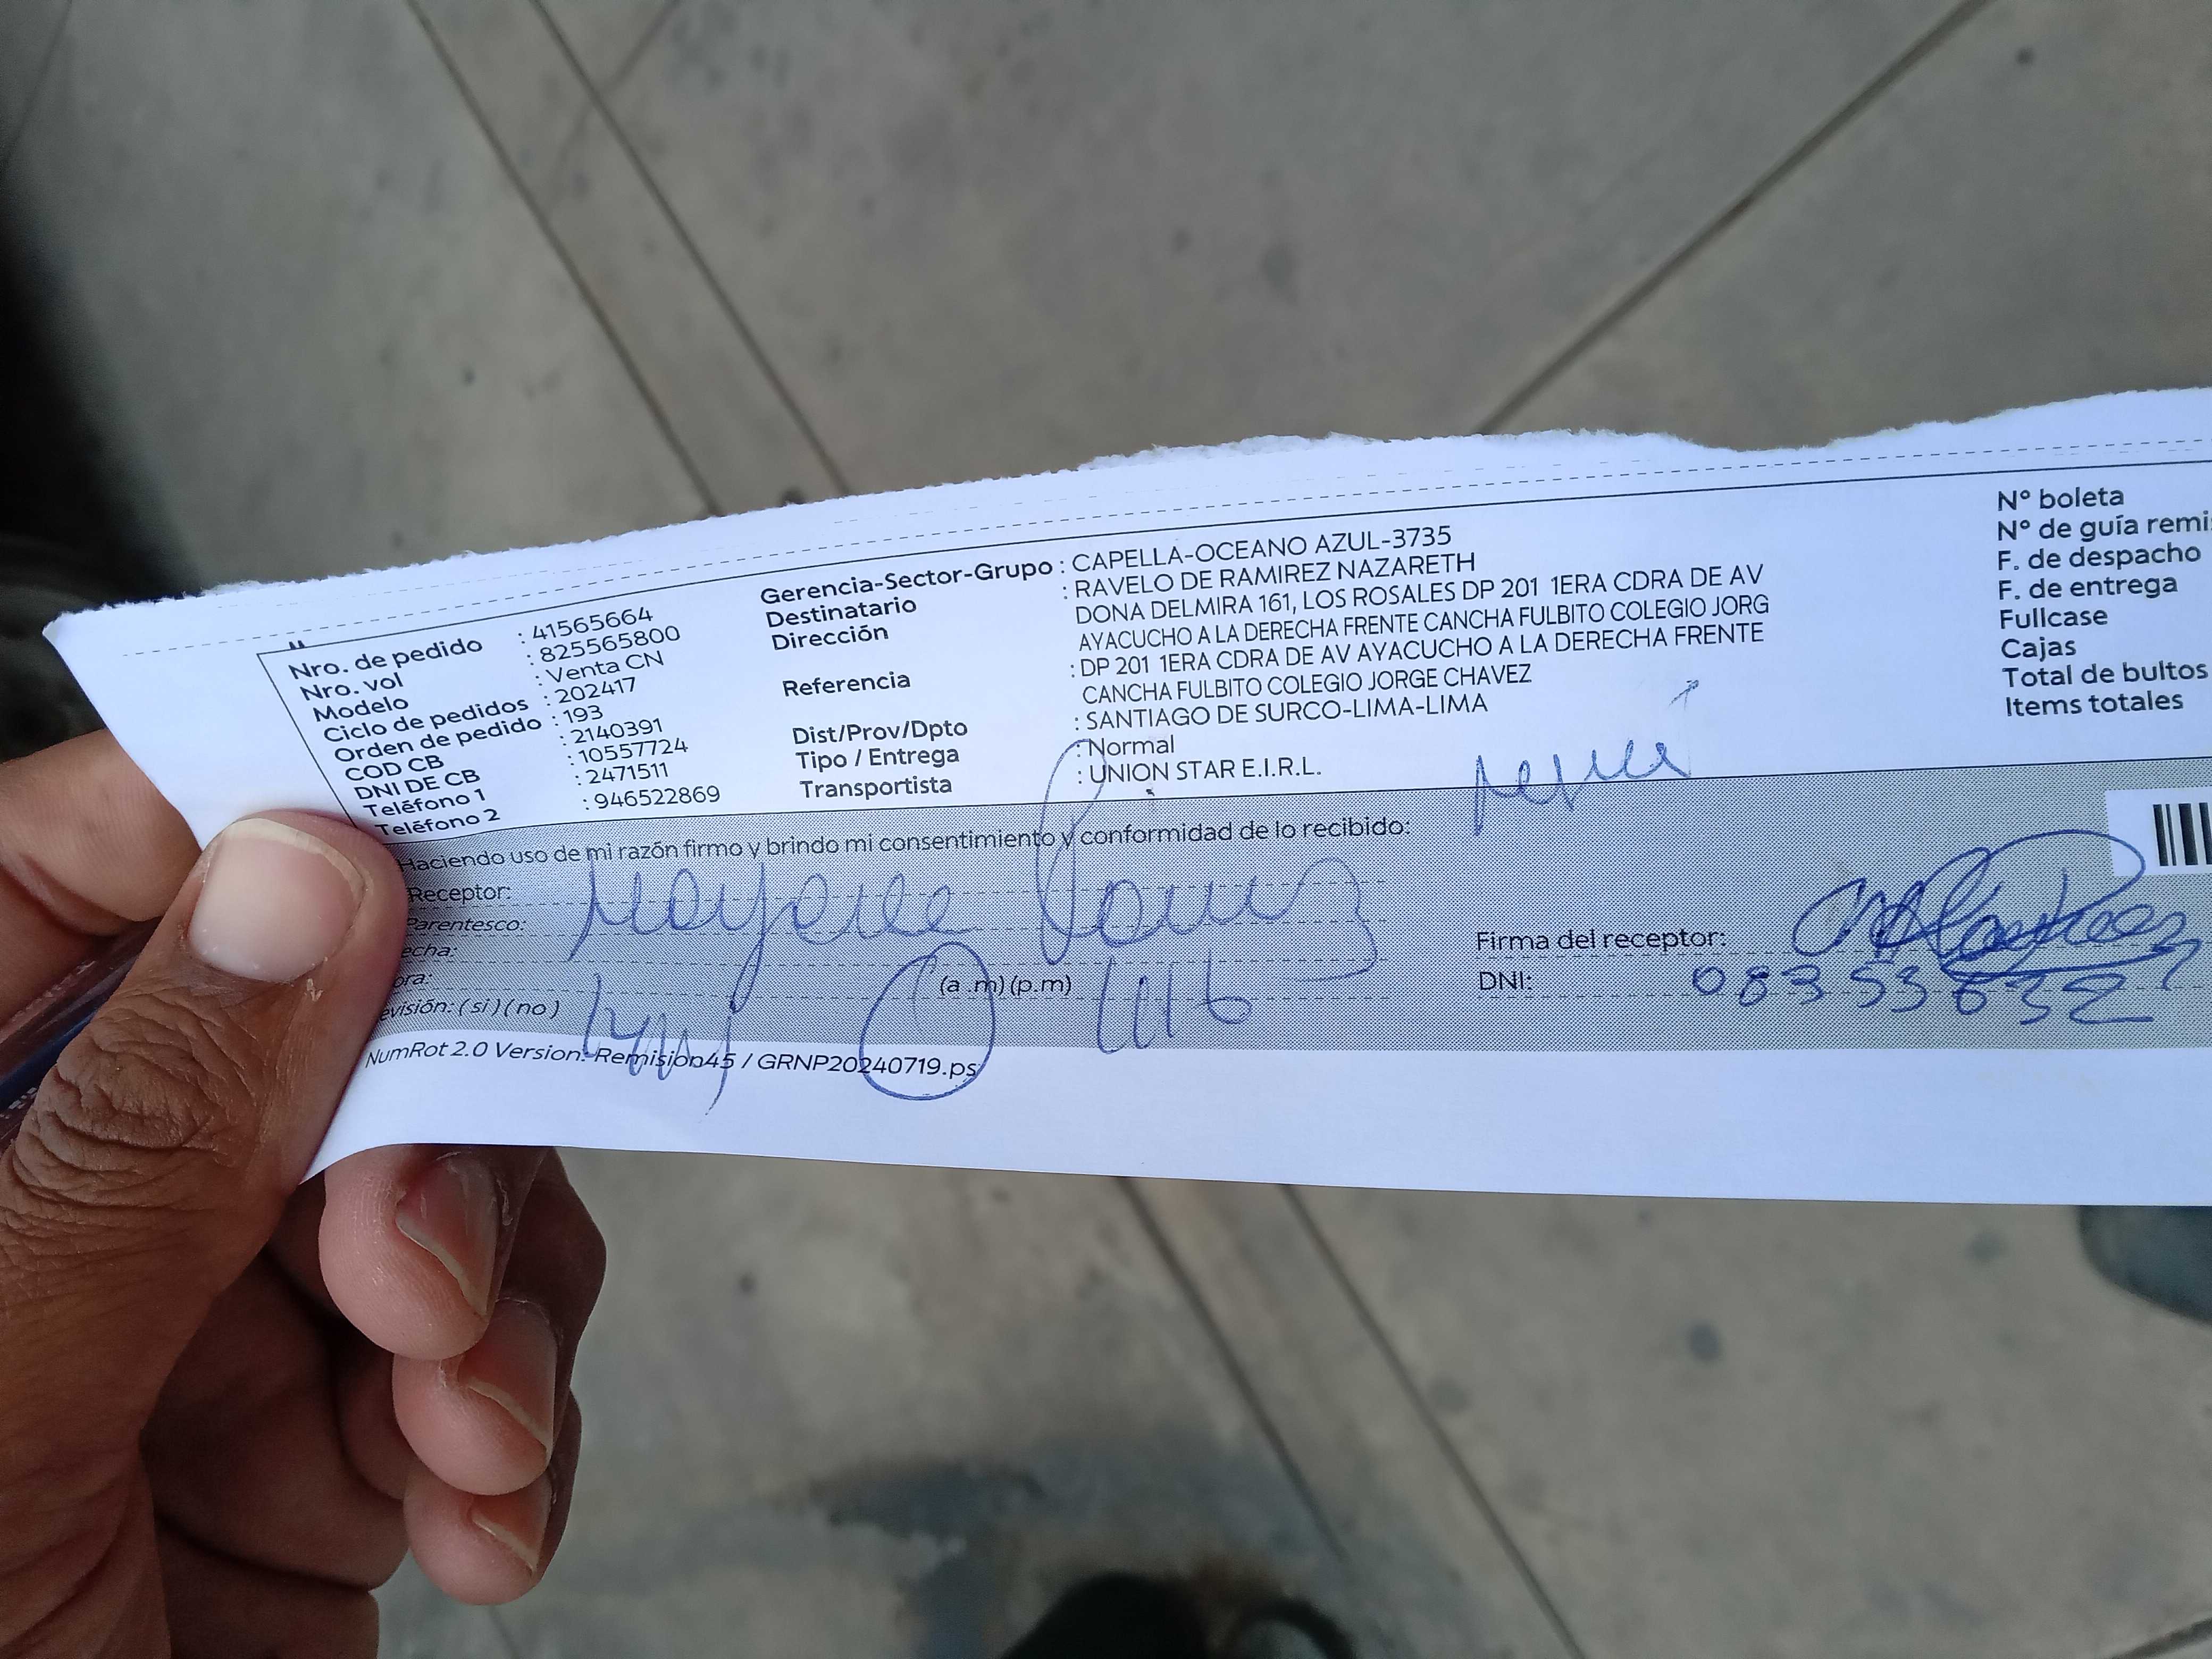 Nro. de pedido : 41565664
Nro. vol : 825565800
Modelo : Venta CN
Ciclo de pedidos : 202417
Orden de pedido : 193
COD CB : 2140391
DNI DE CB : 10557724
Teléfono 1 : 2471511
Teléfono 2 : 946522869
Gerencia-Sector-Grupo : CAPELLA-OCEANO AZUL-3735
Destinatario : RAVELO DE RAMIREZ NAZARETH
Dirección DONA DELMIRA 161, LOS ROSALES DP 201 1ERA CDRA DE AV
AYACUCHO A LA DERECHA FRENTE CANCHA FULBITO COLEGIO JORG
Referencia : DP 201 1ERA CDRA DE AV AYACUCHO A LA DERECHA FRENTE
CANCHA FULBITO COLEGIO JORGE CHAVEZ
Dist/Prov/Dpto : SANTIAGO DE SURCO-LIMA-LIMA
Tipo / Entrega : Normal
Transportista : UNION STAR E.I.R.L.
N° boleta
N° de guía remi
F. de despacho
F. de entrega
Fullcase
Cajas
Total de bultos
Items totales
Haciendo uso de mi razón firmo y brindo mi consentimiento y conformidad de lo recibido:
Receptor:
Parentesco:
echa:
ora: (a.m)(p.m)
evisión: (si)(no)
Firma del receptor:
DNI: 08353632
NumRot 2.0 Version: Remision45 / GRNP20240719.ps